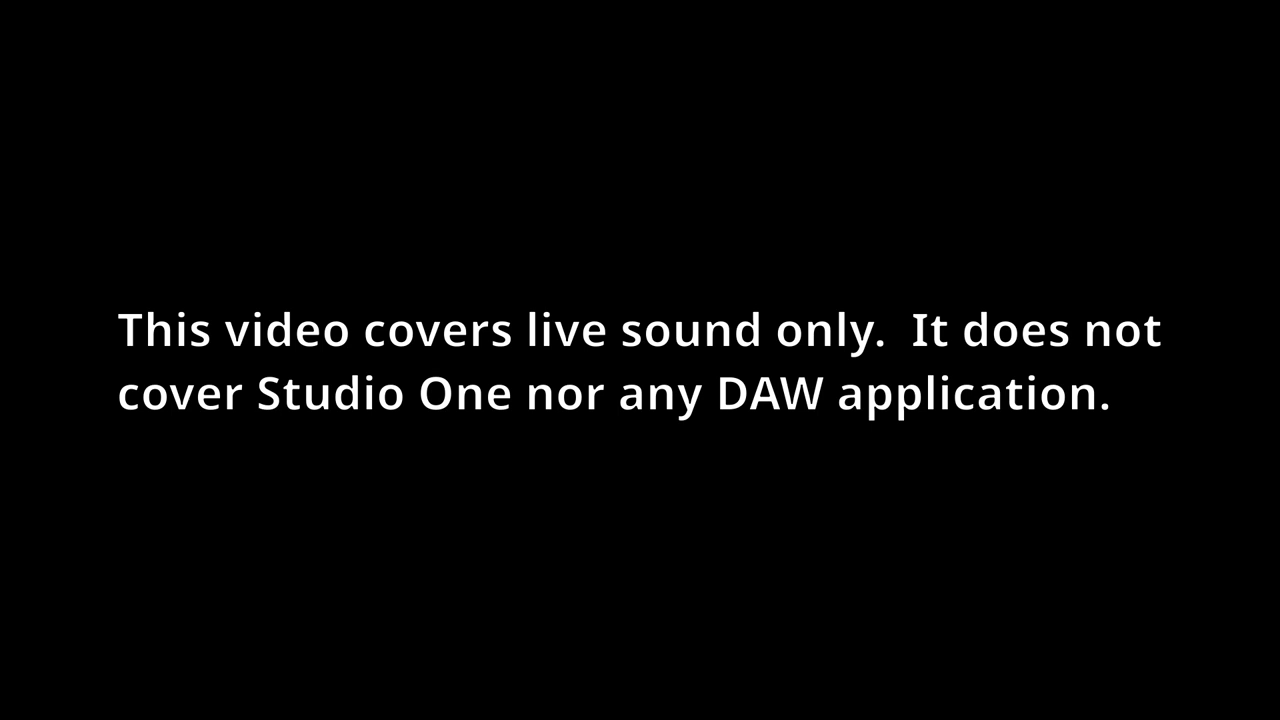 This video covers live sound only.  It does not
cover Studio One nor any DAW application.